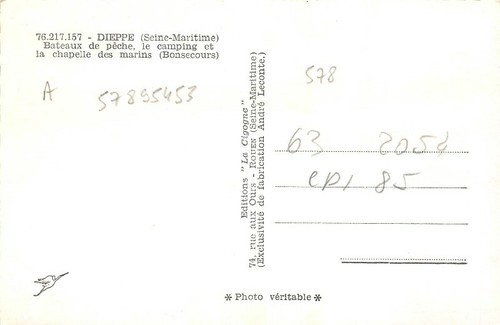 76.217.157 - DIEPPE (Seine-Maritime)
Bateaux de pêche, le camping et
la chapelle des marins (Bonsecours)
A 57895453
Editions "La Cigogne"
74, rue aux Ours - ROUEN (Seine-Maritime)
(Exclusivité de fabrication André Leconte.)
578
63
85
* Photo véritable *